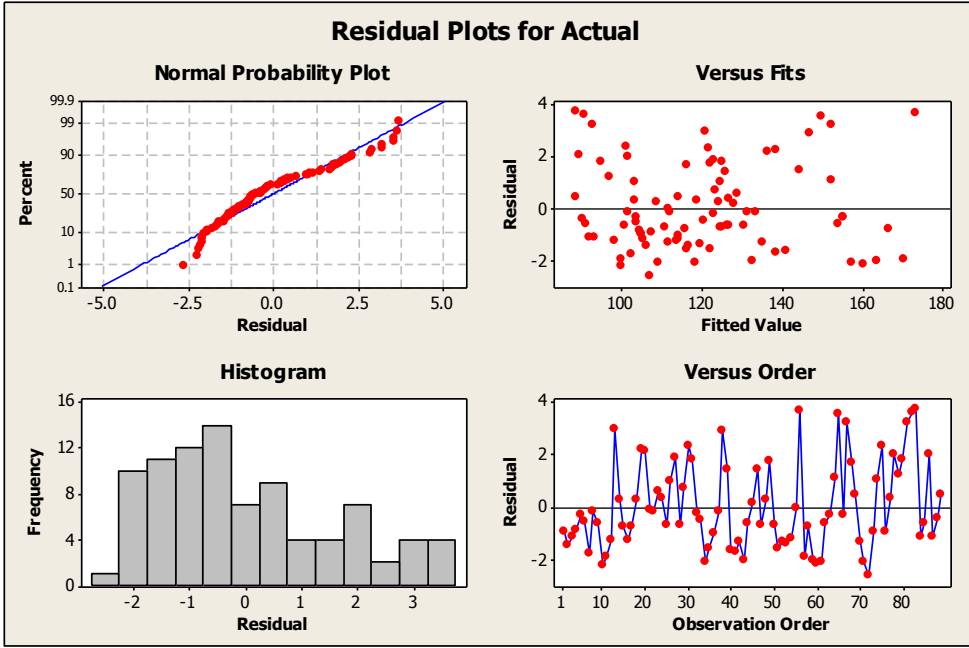 Residual Plots for Actual
Normal Probability Plot
99.9
99
90
50
10
1
0.1
Percent
-5.0 -2.5 0.0 2.5 5.0
Residual
Versus Fits
4
2
0
-2
Residual
100 120 140 160 180
Fitted Value
Histogram
16
12
8
4
0
Frequency
-2 -1 0 1 2 3
Residual
Versus Order
4
2
0
-2
Residual
1 10 20 30 40 50 60 70 80
Observation Order